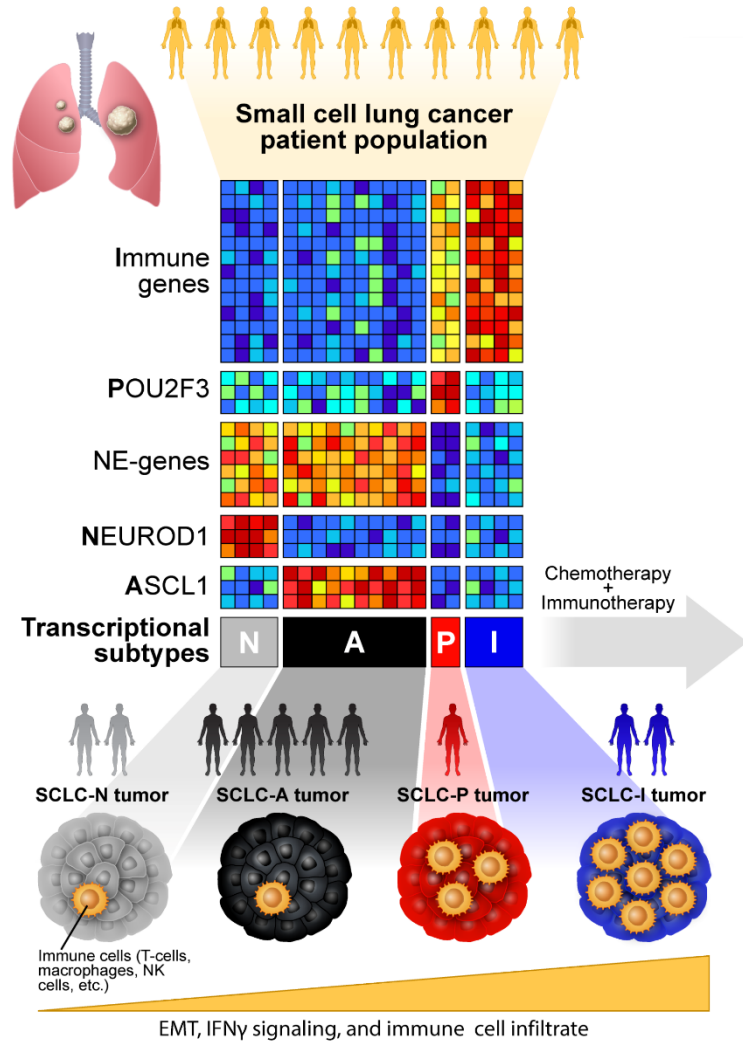 Small cell lung cancer
patient population
Immune
genes
POU2F3
NE-genes
NEUROD1
ASCL1
Chemotherapy
+
Immunotherapy
Transcriptional
subtypes
N A P I
SCLC-N tumor SCLC-A tumor SCLC-P tumor SCLC-I tumor
Immune cells (T-cells,
macrophages, NK
cells, etc.)
EMT, IFNγ signaling, and immune cell infiltrate